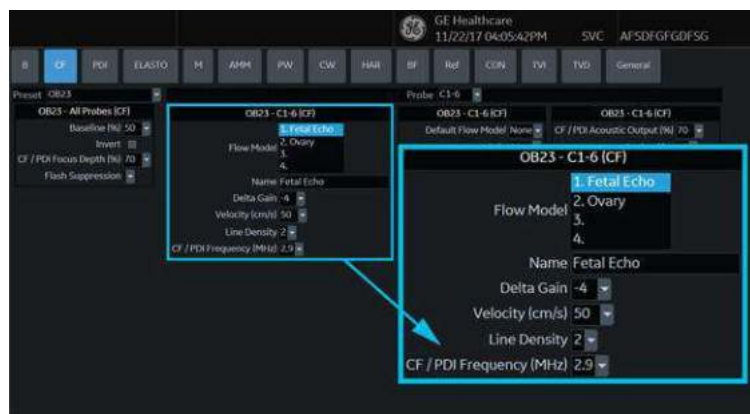 GE Healthcare
11/22/17 04:05:42PM SVC AFSDFGFGDFSG
B CF PDI ELASTO M AMM PW CW HAR BF Ref CON TVI TVD General
Preset OB23 Probe C1-6
OB23 - All Probes (CF)
Baseline (%) 50
Invert
CF / PDI Focus Depth (%) 70
Flash Suppression
OB23 - C1-6 (CF)
Flow Model 1. Fetal Echo
2. Ovary
3.
4.
Name Fetal Echo
Delta Gain -4
Velocity (cm/s) 50
Line Density 2
CF / PDI Frequency (MHz) 2.9
OB23 - C1-6 (CF)
Default Flow Model None
OB23 - C1-6 (CF)
CF / PDI Acoustic Output (%) 70
OB23 - C1-6 (CF)
Flow Model 1. Fetal Echo
2. Ovary
3.
4.
Name Fetal Echo
Delta Gain -4
Velocity (cm/s) 50
Line Density 2
CF / PDI Frequency (MHz) 2.9